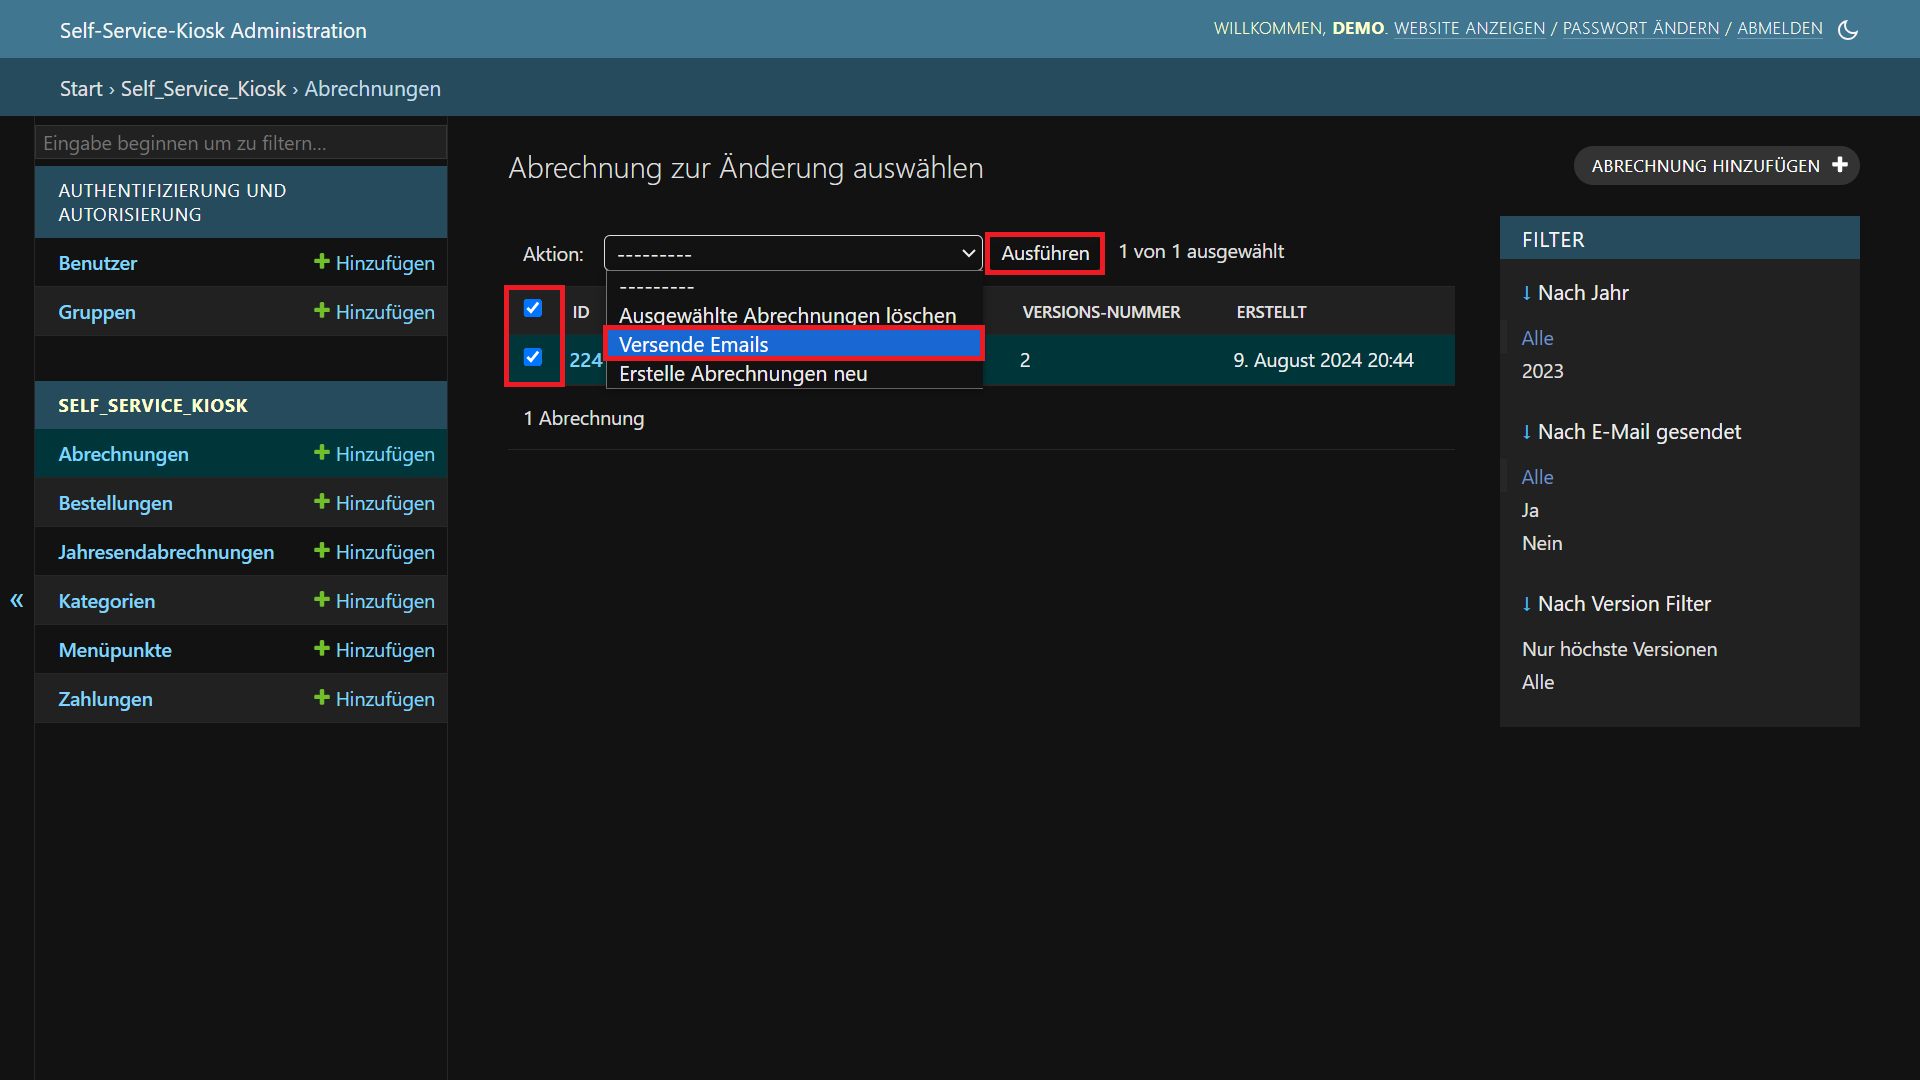 Self-Service-Kiosk Administration
WILLKOMMEN, DEMO. WEBSITE ANZEIGEN / PASSWORT ÄNDERN / ABMELDEN
Start › Self_Service_Kiosk › Abrechnungen
Eingabe beginnen um zu filtern...
AUTHENTIFIZIERUNG UND
AUTORISIERUNG
Benutzer + Hinzufügen
Gruppen + Hinzufügen
SELF_SERVICE_KIOSK
Abrechnungen + Hinzufügen
Bestellungen + Hinzufügen
Jahresendabrechnungen + Hinzufügen
Kategorien + Hinzufügen
Menüpunkte + Hinzufügen
Zahlungen + Hinzufügen
«
Abrechnung zur Änderung auswählen
ABRECHNUNG HINZUFÜGEN +
Aktion: --------- Ausführen 1 von 1 ausgewählt
---------
Ausgewählte Abrechnungen löschen
Versende Emails
Erstelle Abrechnungen neu
ID VERSIONS-NUMMER ERSTELLT
224 2 9. August 2024 20:44
1 Abrechnung
FILTER
↓ Nach Jahr
Alle
2023
↓ Nach E-Mail gesendet
Alle
Ja
Nein
↓ Nach Version Filter
Nur höchste Versionen
Alle